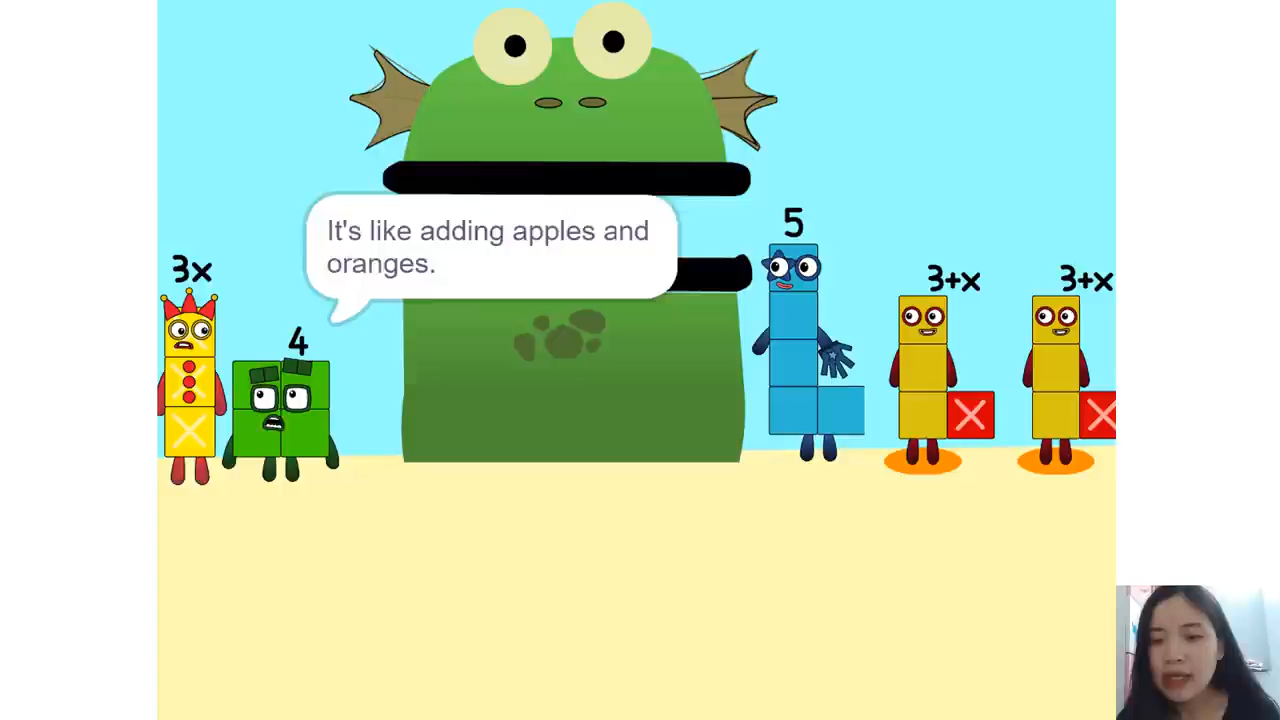 It's like adding apples and
oranges.
3x
4
5
3+x
3+x